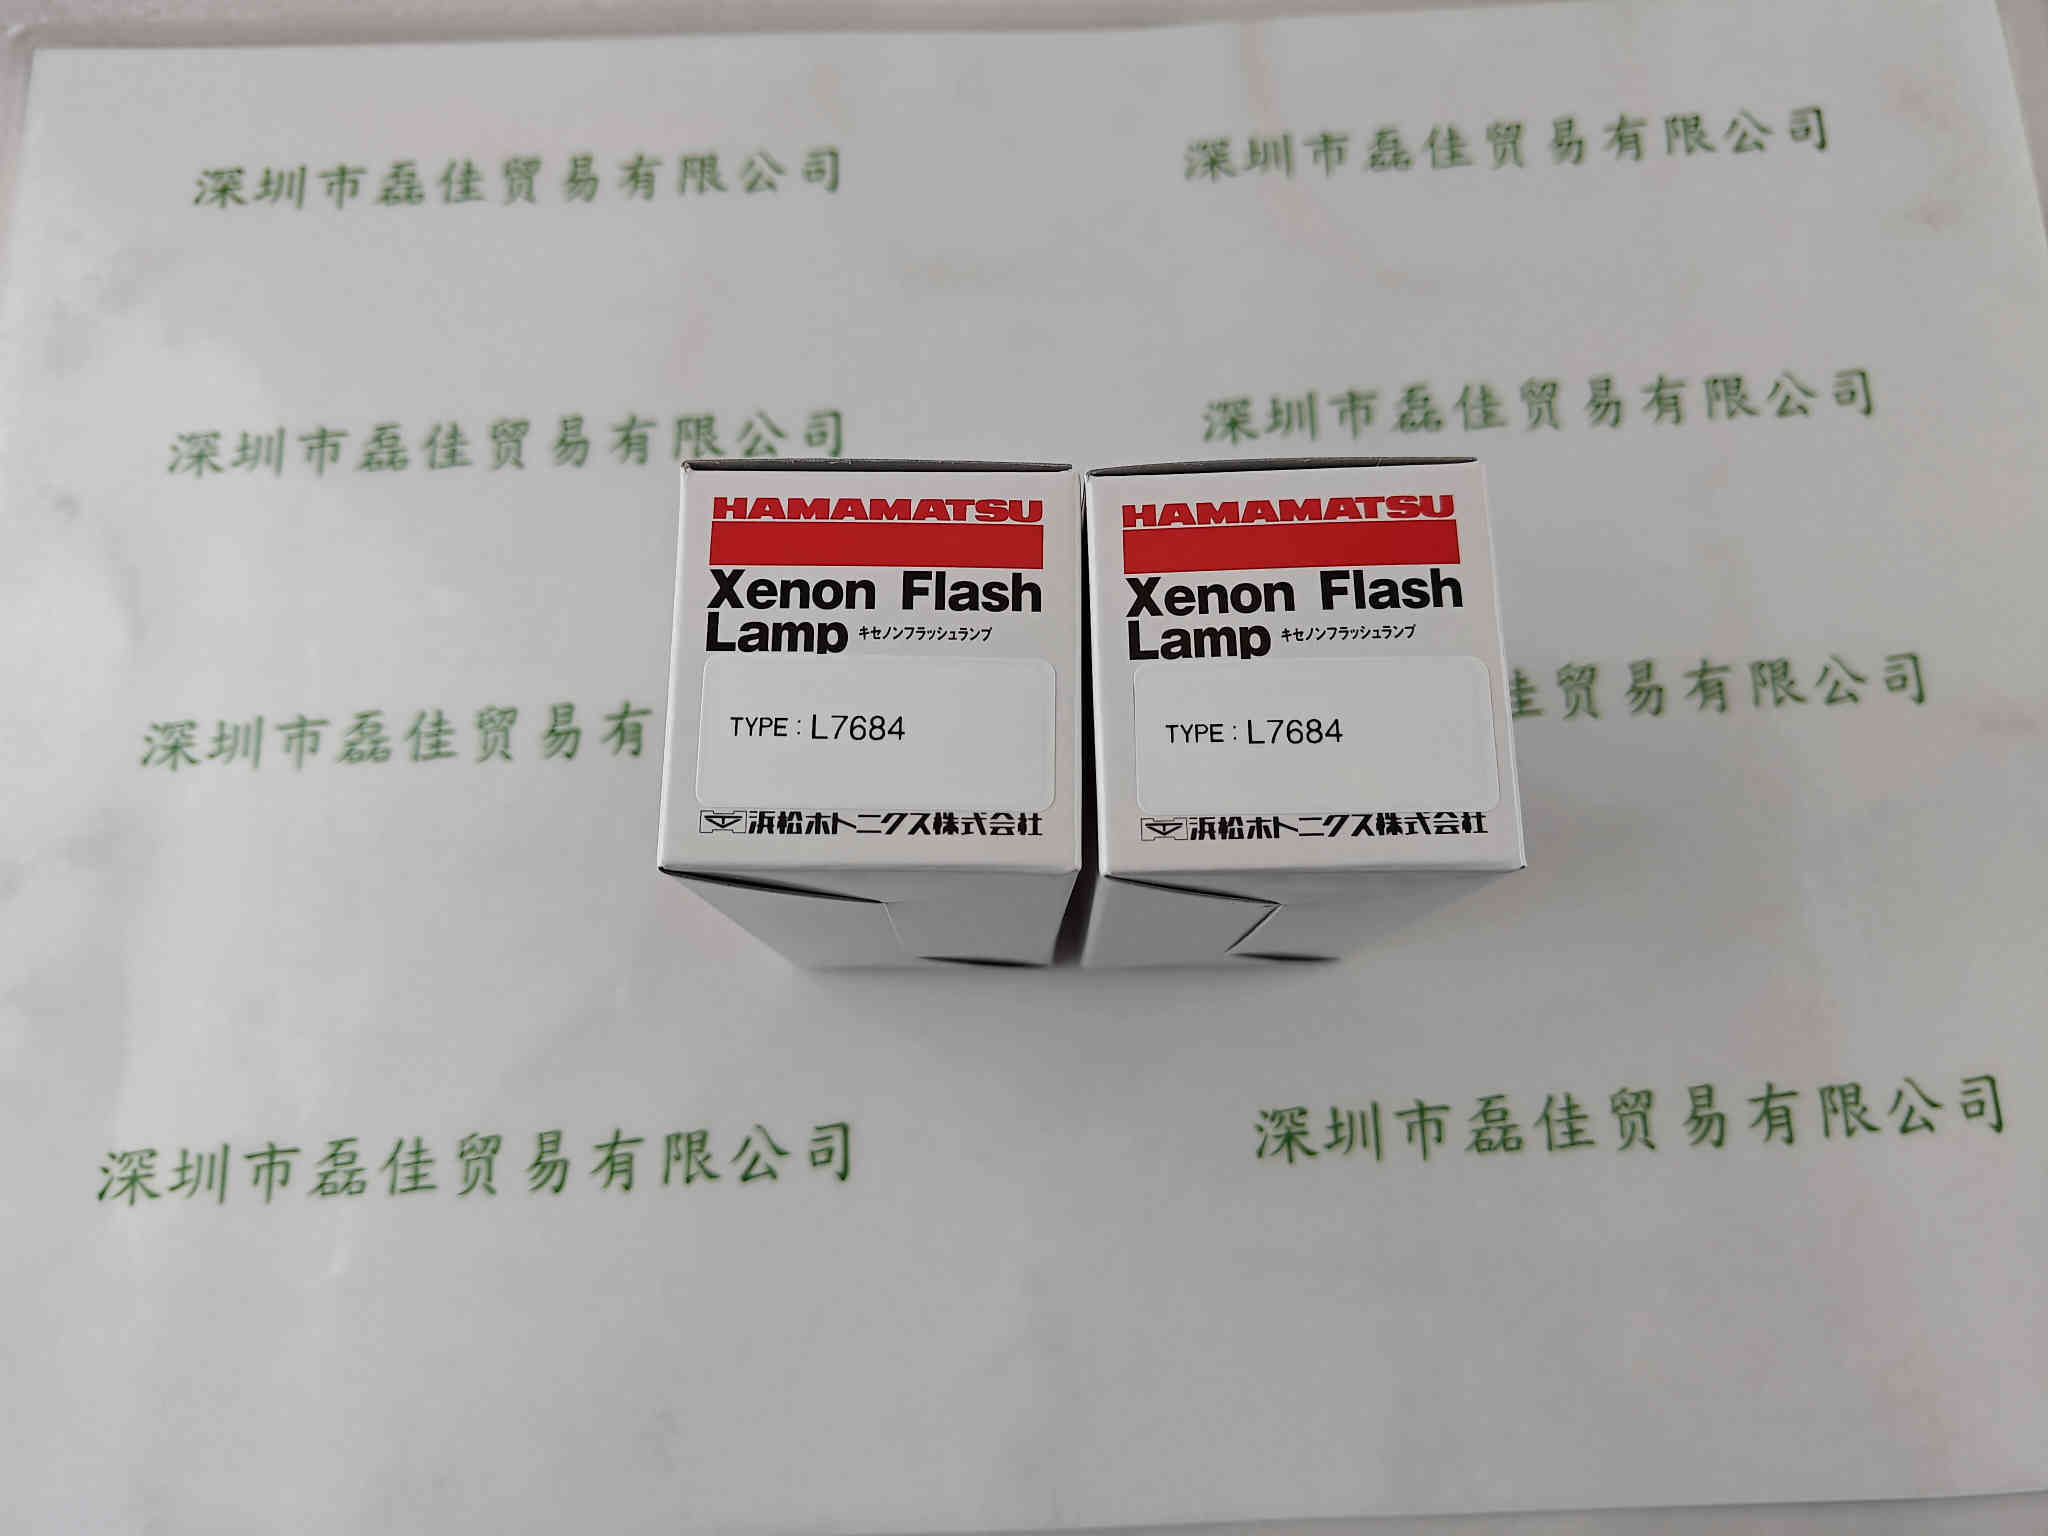 深圳市磊佳贸易有限公司
深圳市磊佳贸易有限公司
深圳市磊佳贸易有限公司
深圳市磊佳贸易有限公司
HAMAMATSU
Xenon Flash
Lamp キセノンフラッシュランプ
TYPE : L7684
浜松ホトニクス株式会社
HAMAMATSU
Xenon Flash
Lamp キセノンフラッシュランプ
TYPE : L7684
浜松ホトニクス株式会社
深圳市磊佳贸易有
佳贸易有限公司
深圳市磊佳贸易有限公司
深圳市磊佳贸易有限公司